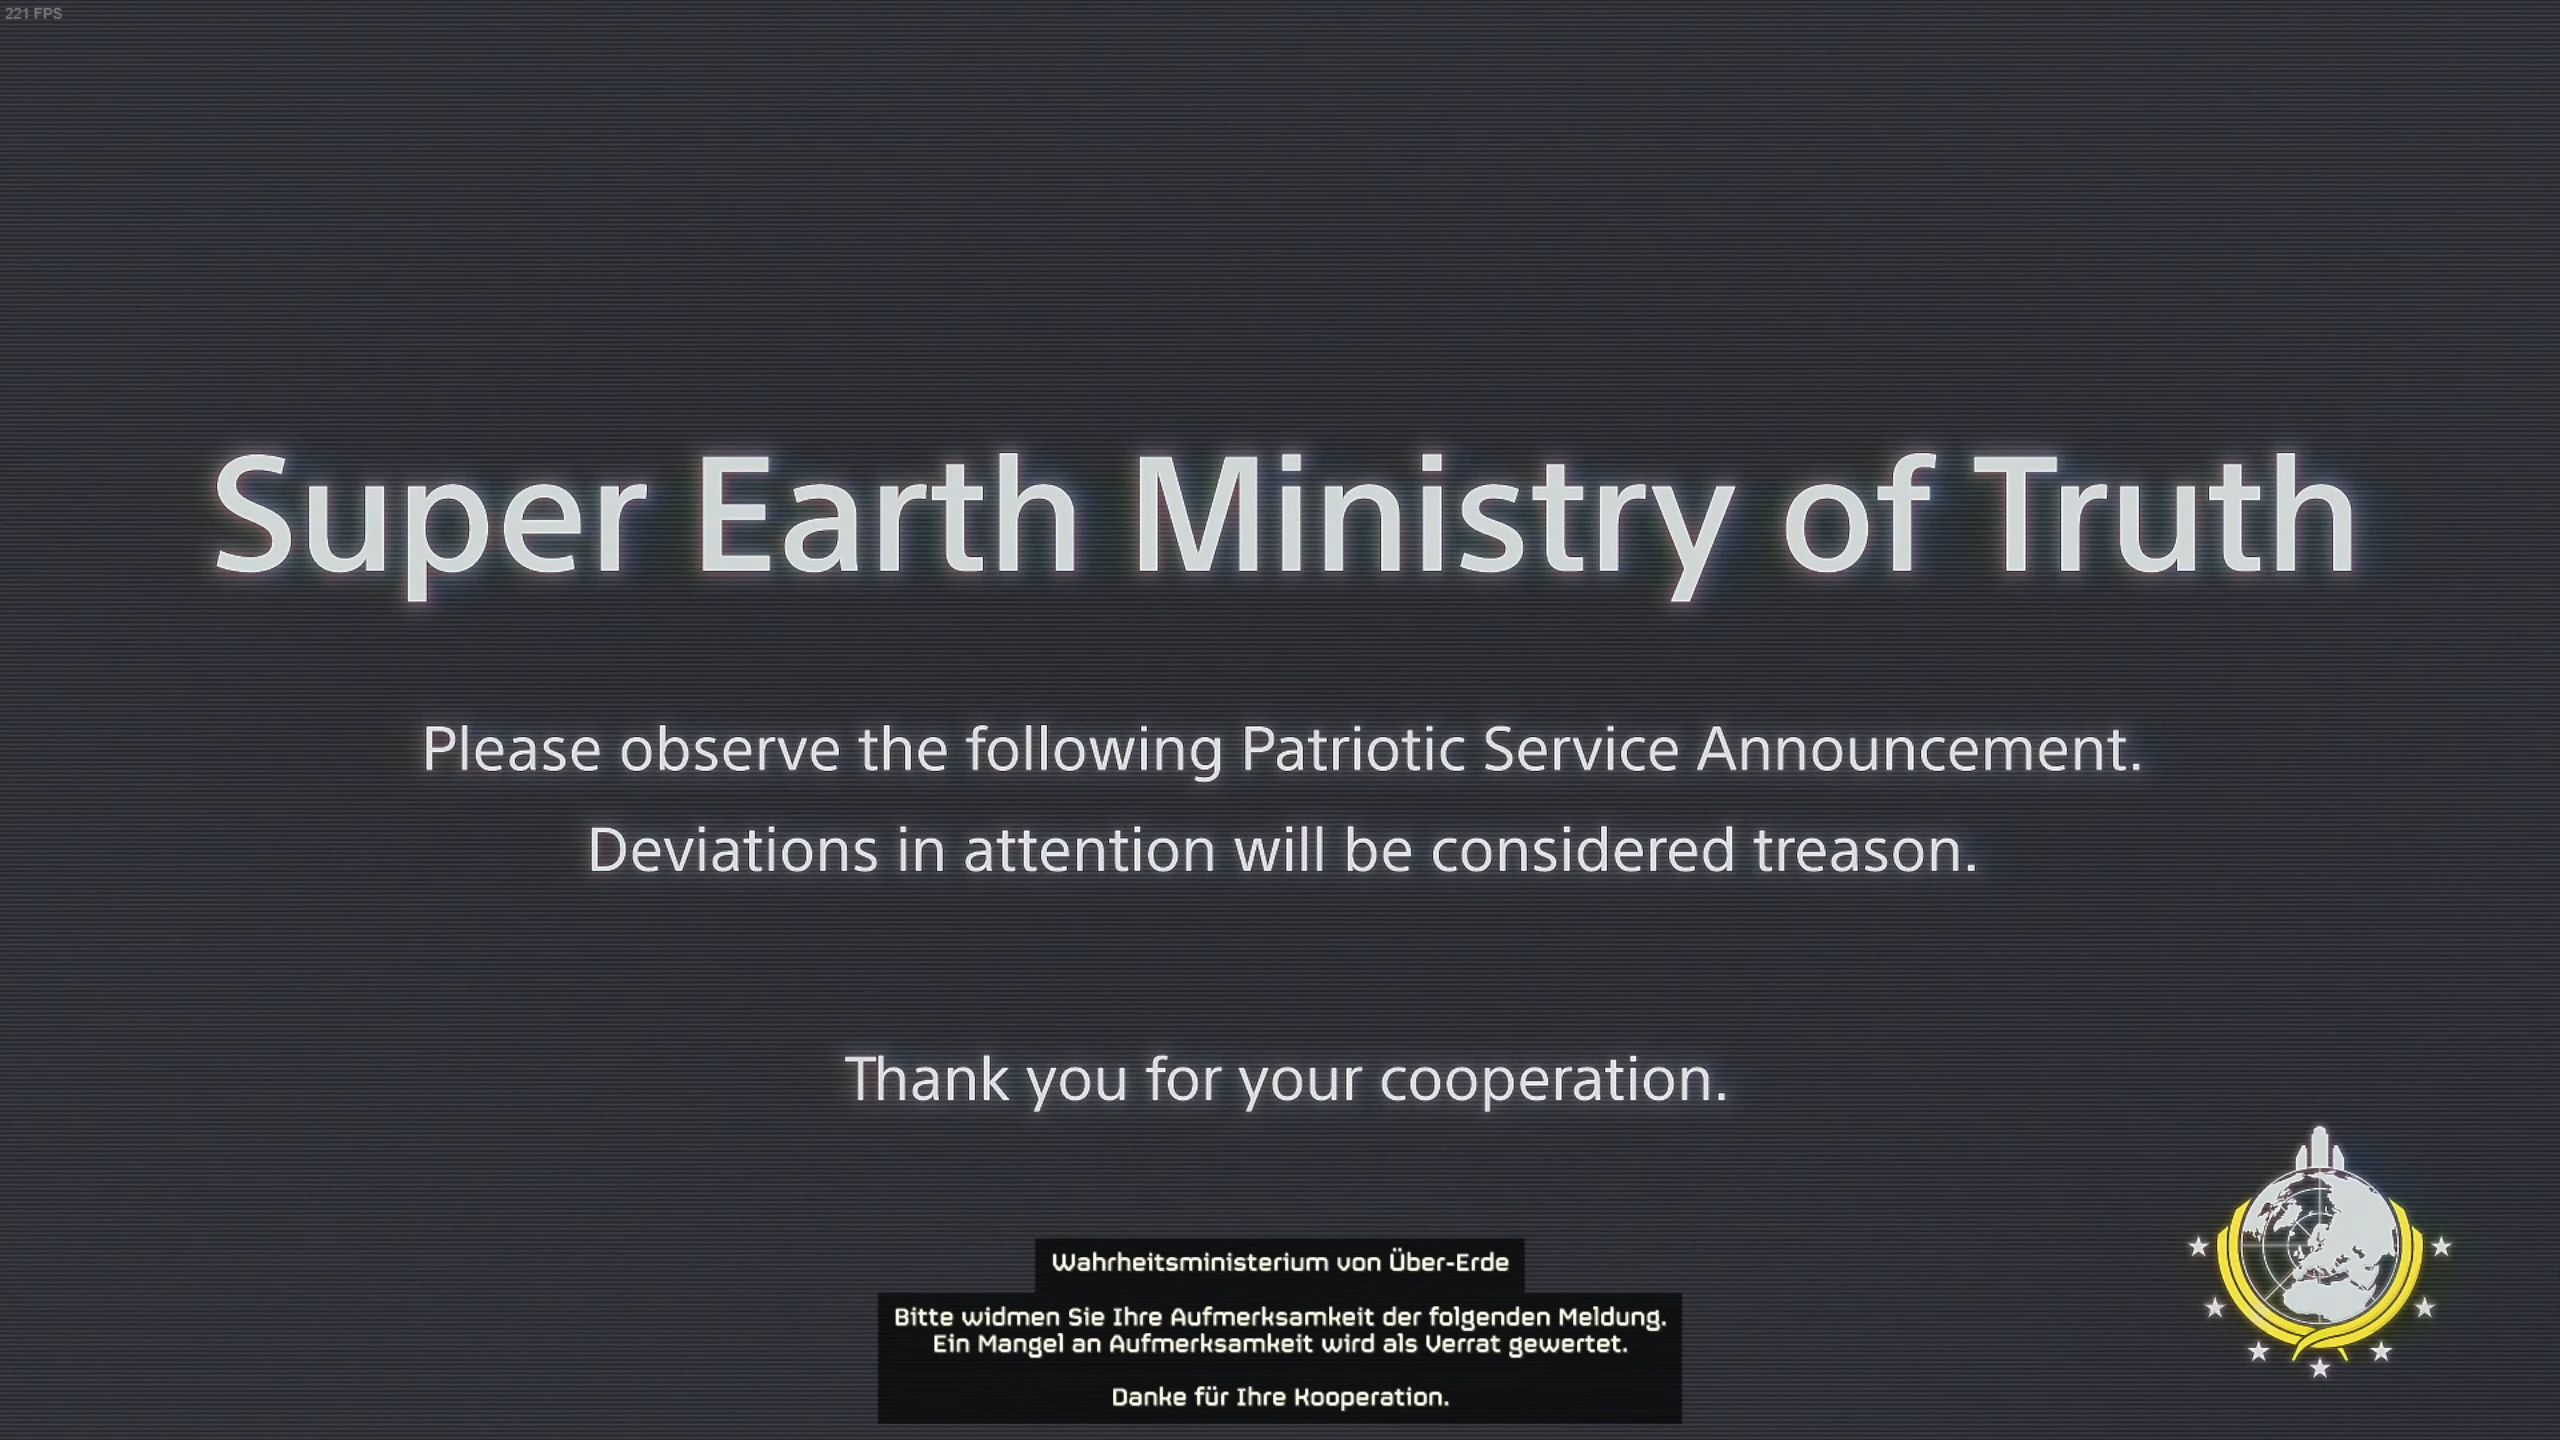 221 FPS
Super Earth Ministry of Truth
Please observe the following Patriotic Service Announcement.
Deviations in attention will be considered treason.
Thank you for your cooperation.
Wahrheitsministerium von Über-Erde
Bitte widmen Sie Ihre Aufmerksamkeit der folgenden Meldung.
Ein Mangel an Aufmerksamkeit wird als Verrat gewertet.
Danke für Ihre Kooperation.